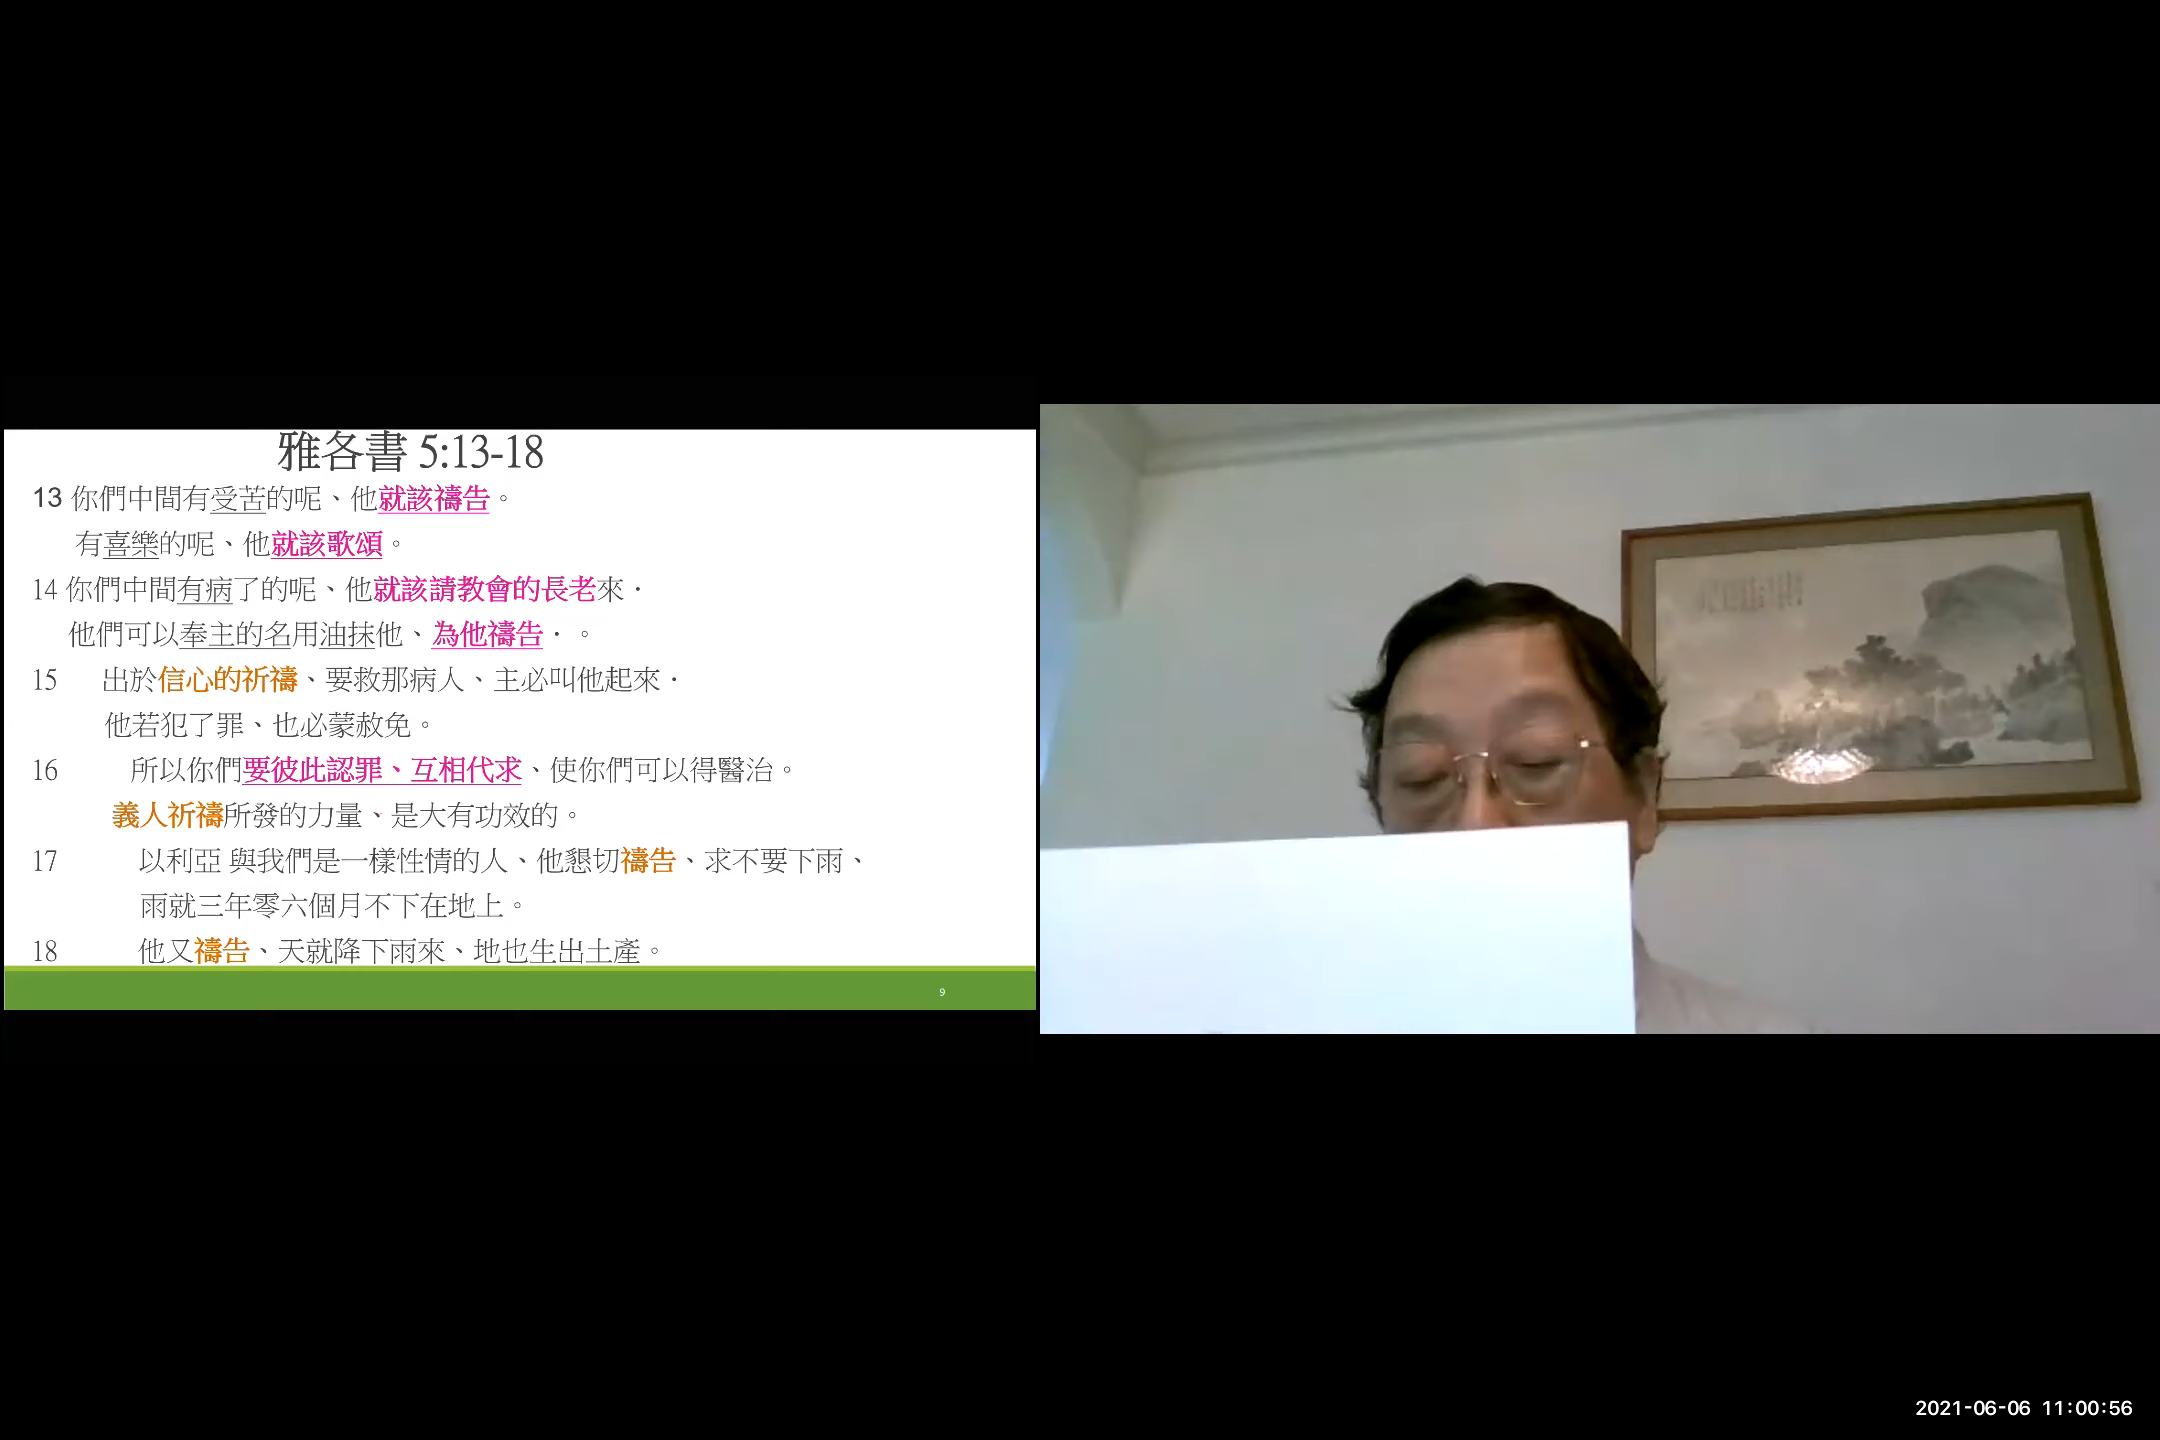 雅各書 5:13-18
13 你們中間有受苦的呢、他就該禱告。
有喜樂的呢、他就該歌頌。
14 你們中間有病了的呢、他就該請教會的長老來．
他們可以奉主的名用油抹他、為他禱告．。
15 出於信心的祈禱、要救那病人、主必叫他起來．
他若犯了罪、也必蒙赦免。
16 所以你們要彼此認罪、互相代求、使你們可以得醫治。
義人祈禱所發的力量、是大有功效的。
17 以利亞 與我們是一樣性情的人、他懇切禱告、求不要下雨、
雨就三年零六個月不下在地上。
18 他又禱告、天就降下雨來、地也生出土產。
9
2021-06-06 11:00:56